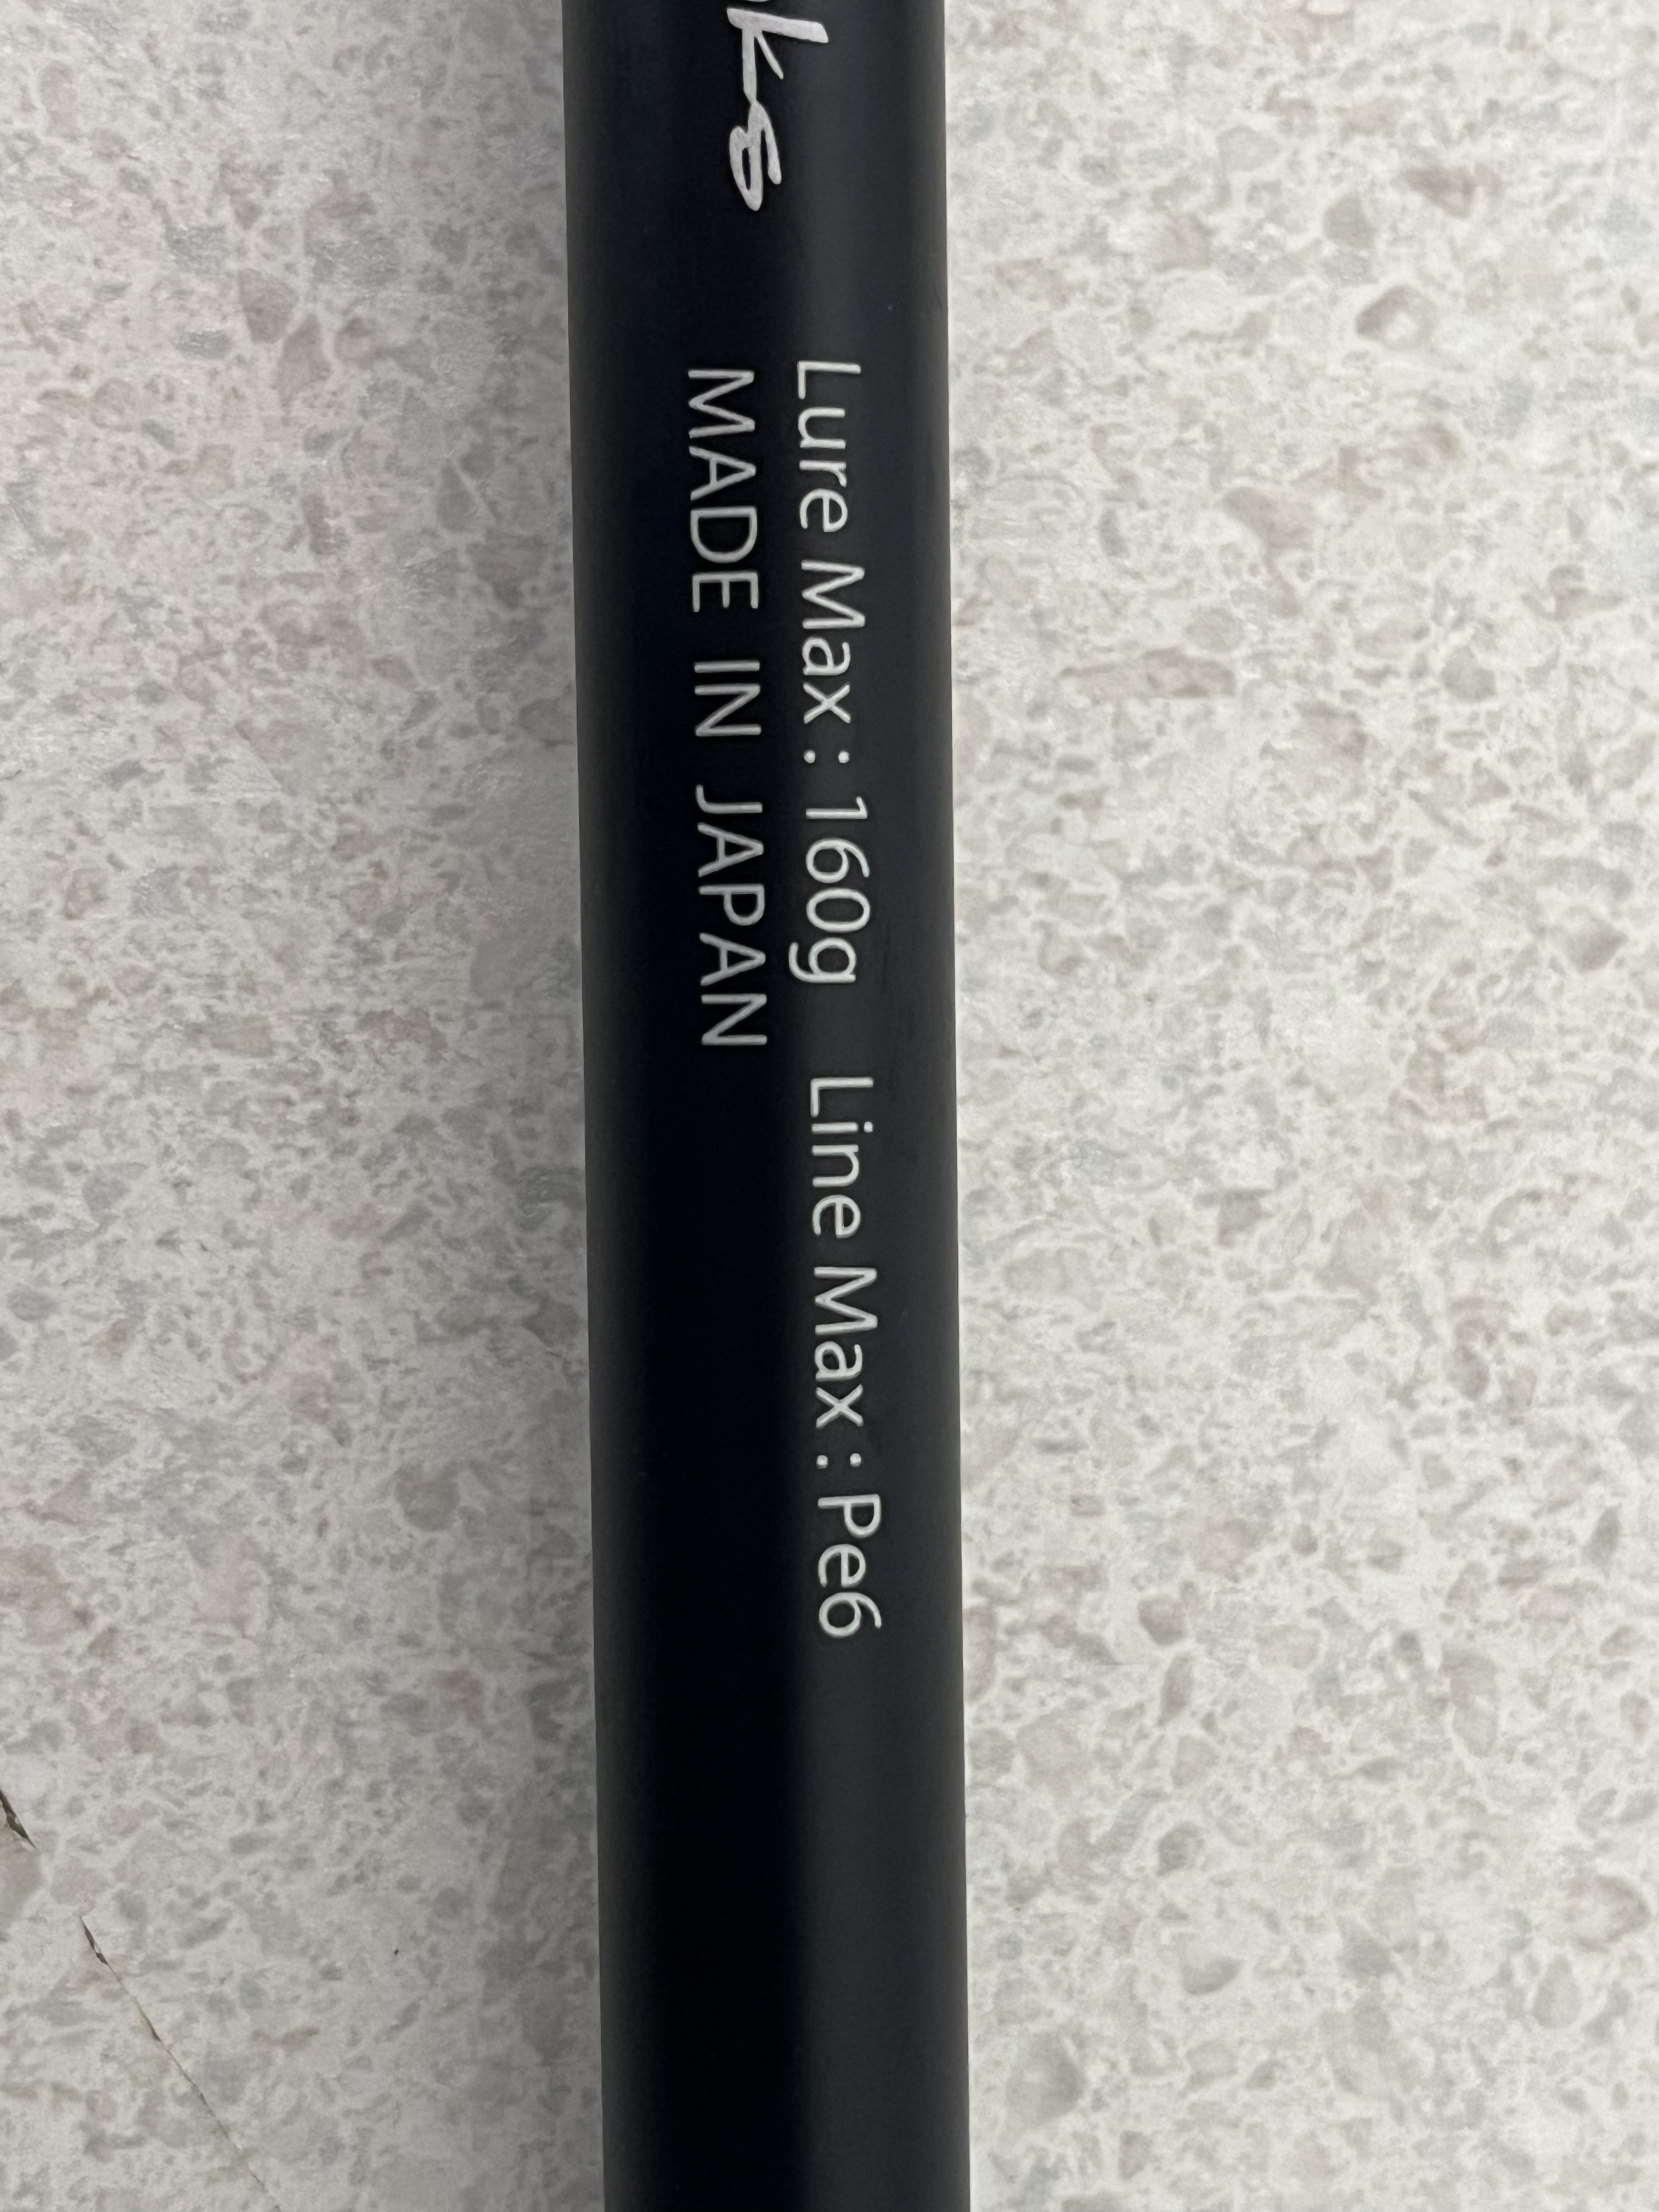 Lure Max : 160g Line Max : Pe6
MADE IN JAPAN